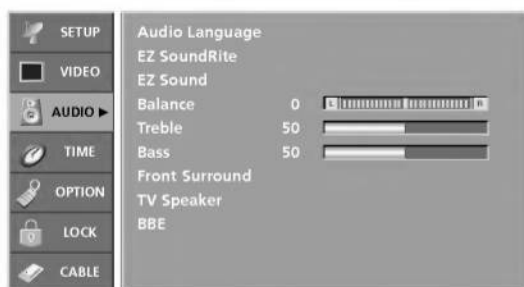 SETUP
VIDEO
AUDIO
TIME
OPTION
LOCK
CABLE
Audio Language
EZ SoundRite
EZ Sound
Balance 0 L R
Treble 50
Bass 50
Front Surround
TV Speaker
BBE